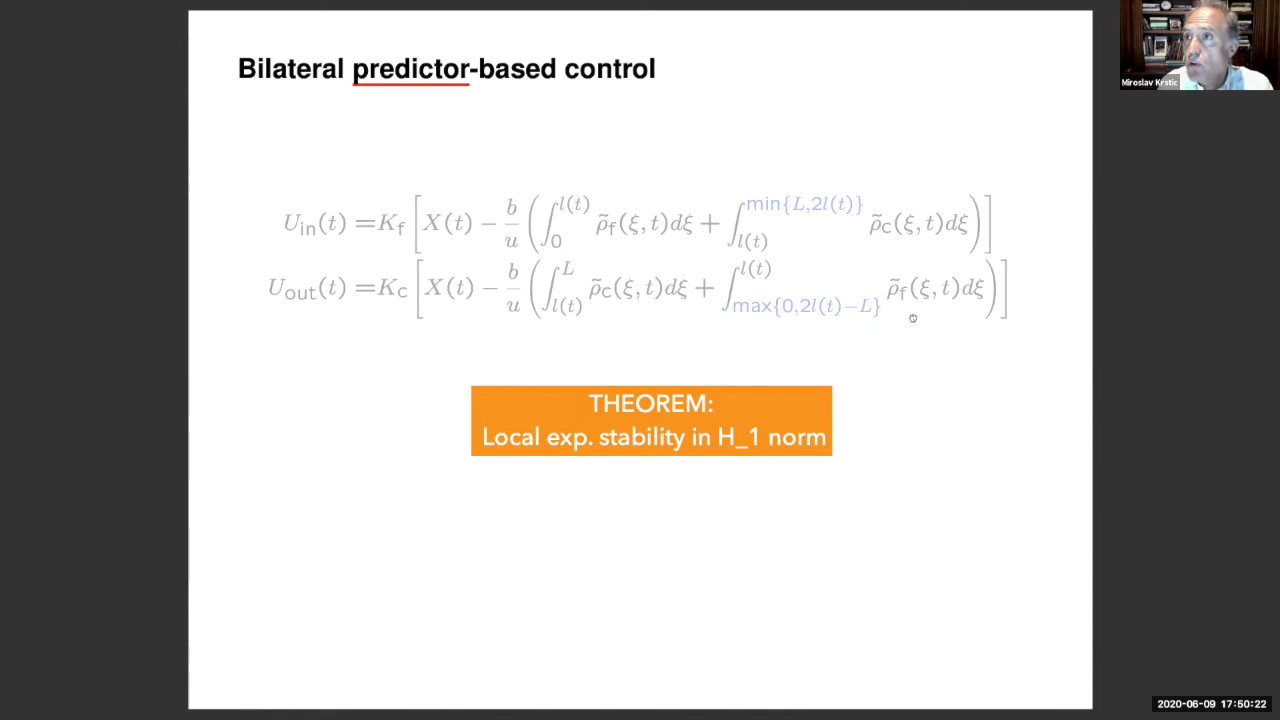 Bilateral predictor-based control
Miroslav Krstic
U_in(t) =K_f [ X(t) − b/u ( ∫_0^{l(t)} ρ̃_f(ξ,t)dξ + ∫_{l(t)}^{min{L,2l(t)}} ρ̃_c(ξ,t)dξ ) ]
U_out(t) =K_c [ X(t) − b/u ( ∫_{l(t)}^{L} ρ̃_c(ξ,t)dξ + ∫_{max{0,2l(t)−L}}^{l(t)} ρ̃_f(ξ,t)dξ ) ]
THEOREM:
Local exp. stability in H_1 norm
2020-06-09 17:50:22